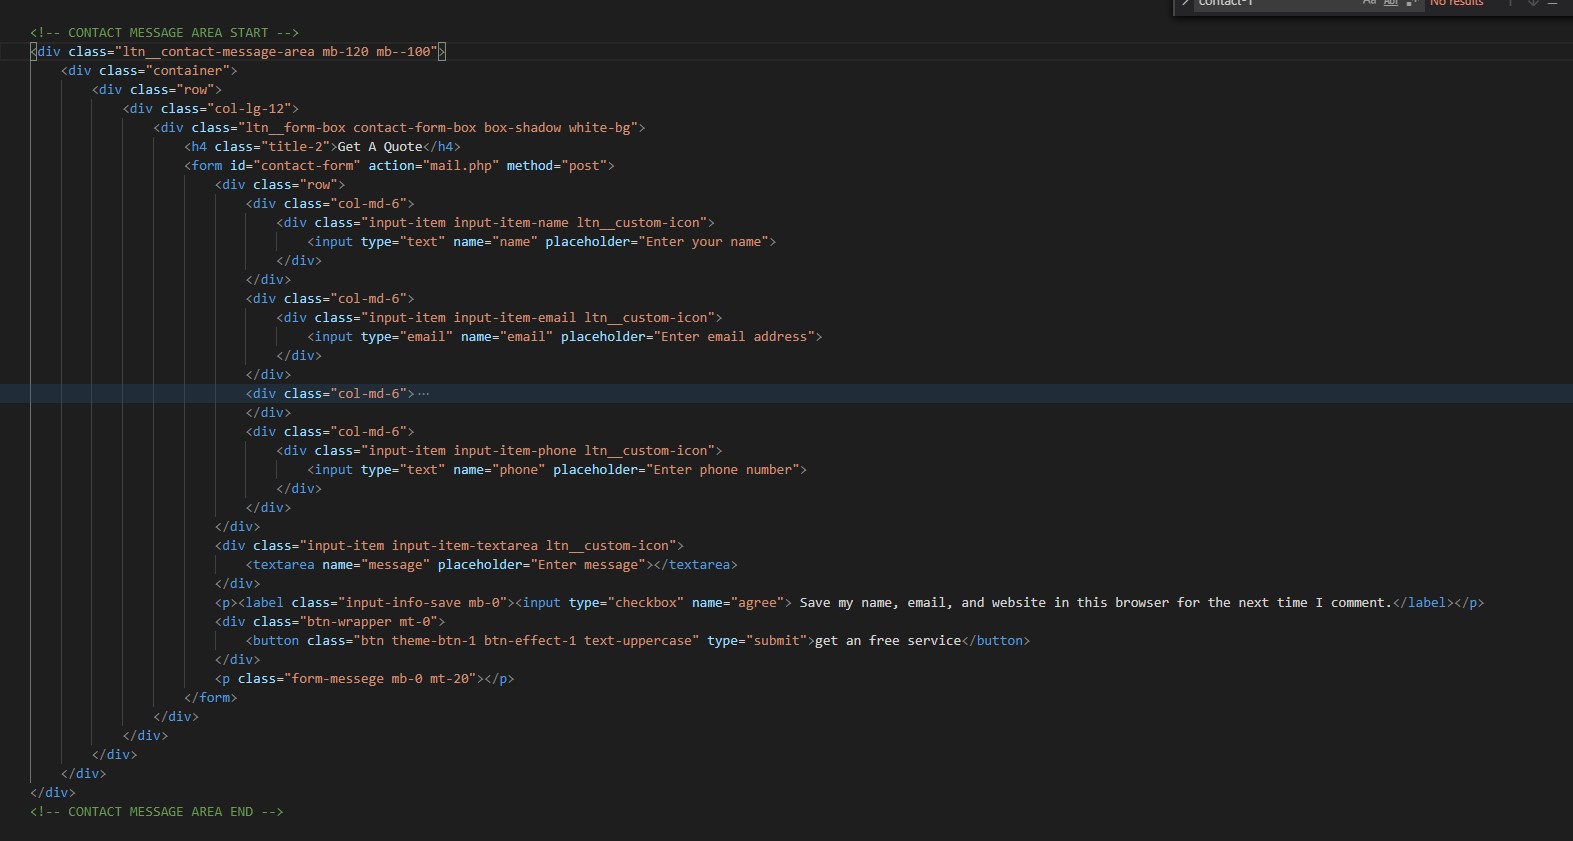 contact-1 Aa Abl .* No results
<!-- CONTACT MESSAGE AREA START -->
<div class="ltn__contact-message-area mb-120 mb--100">
<div class="container">
<div class="row">
<div class="col-lg-12">
<div class="ltn__form-box contact-form-box box-shadow white-bg">
<h4 class="title-2">Get A Quote</h4>
<form id="contact-form" action="mail.php" method="post">
<div class="row">
<div class="col-md-6">
<div class="input-item input-item-name ltn__custom-icon">
<input type="text" name="name" placeholder="Enter your name">
</div>
</div>
<div class="col-md-6">
<div class="input-item input-item-email ltn__custom-icon">
<input type="email" name="email" placeholder="Enter email address">
</div>
</div>
<div class="col-md-6">…
</div>
<div class="col-md-6">
<div class="input-item input-item-phone ltn__custom-icon">
<input type="text" name="phone" placeholder="Enter phone number">
</div>
</div>
</div>
<div class="input-item input-item-textarea ltn__custom-icon">
<textarea name="message" placeholder="Enter message"></textarea>
</div>
<p><label class="input-info-save mb-0"><input type="checkbox" name="agree"> Save my name, email, and website in this browser for the next time I comment.</label></p>
<div class="btn-wrapper mt-0">
<button class="btn theme-btn-1 btn-effect-1 text-uppercase" type="submit">get an free service</button>
</div>
<p class="form-messege mb-0 mt-20"></p>
</form>
</div>
</div>
</div>
</div>
</div>
<!-- CONTACT MESSAGE AREA END -->